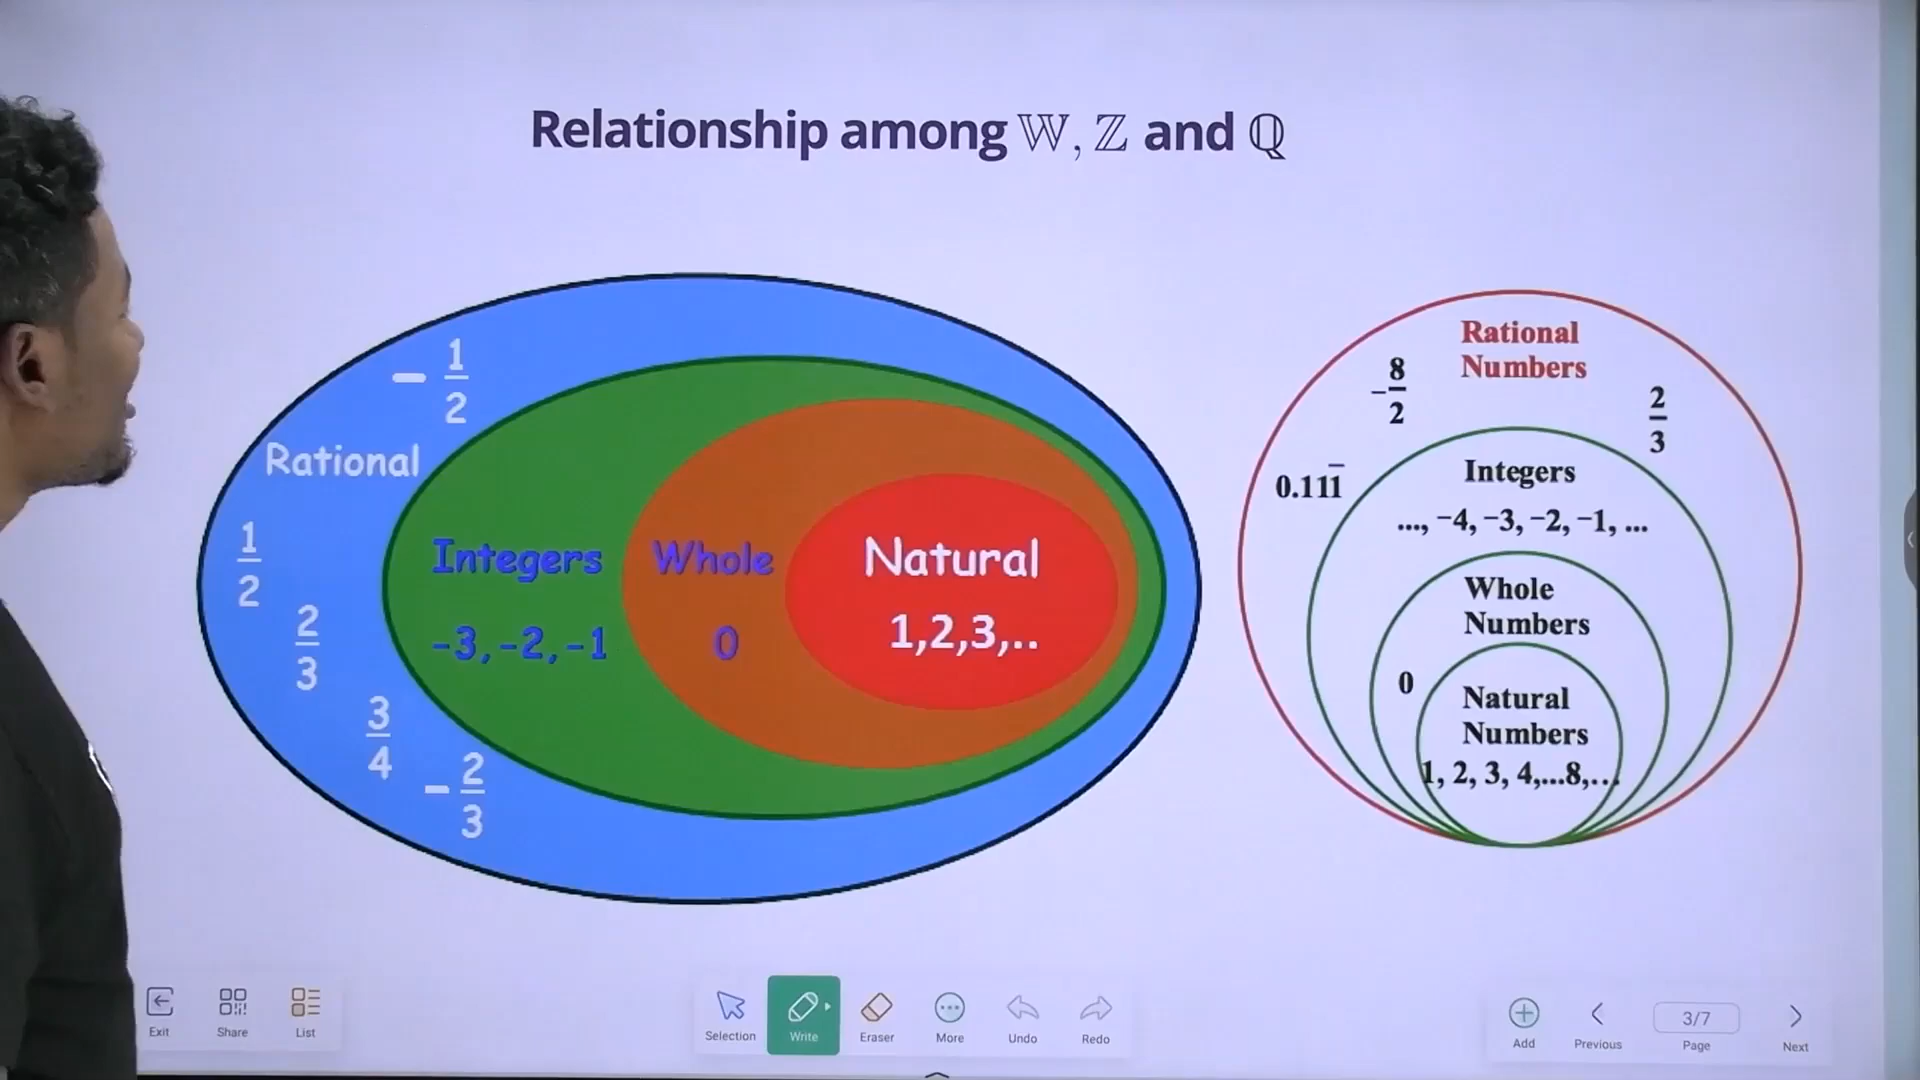 Relationship among 𝕎, ℤ and ℚ
- 1/2
Rational
1/2
2/3
3/4
- 2/3
Integers
-3,-2,-1
Whole
0
Natural
1,2,3,..
Rational
Numbers
-8/2
2/3
0.111̅
Integers
..., -4, -3, -2, -1, ...
Whole
Numbers
0
Natural
Numbers
1, 2, 3, 4,...8,...
Exit
Share
List
Selection
Write
Eraser
More
Undo
Redo
Add
Previous
3/7
Page
Next